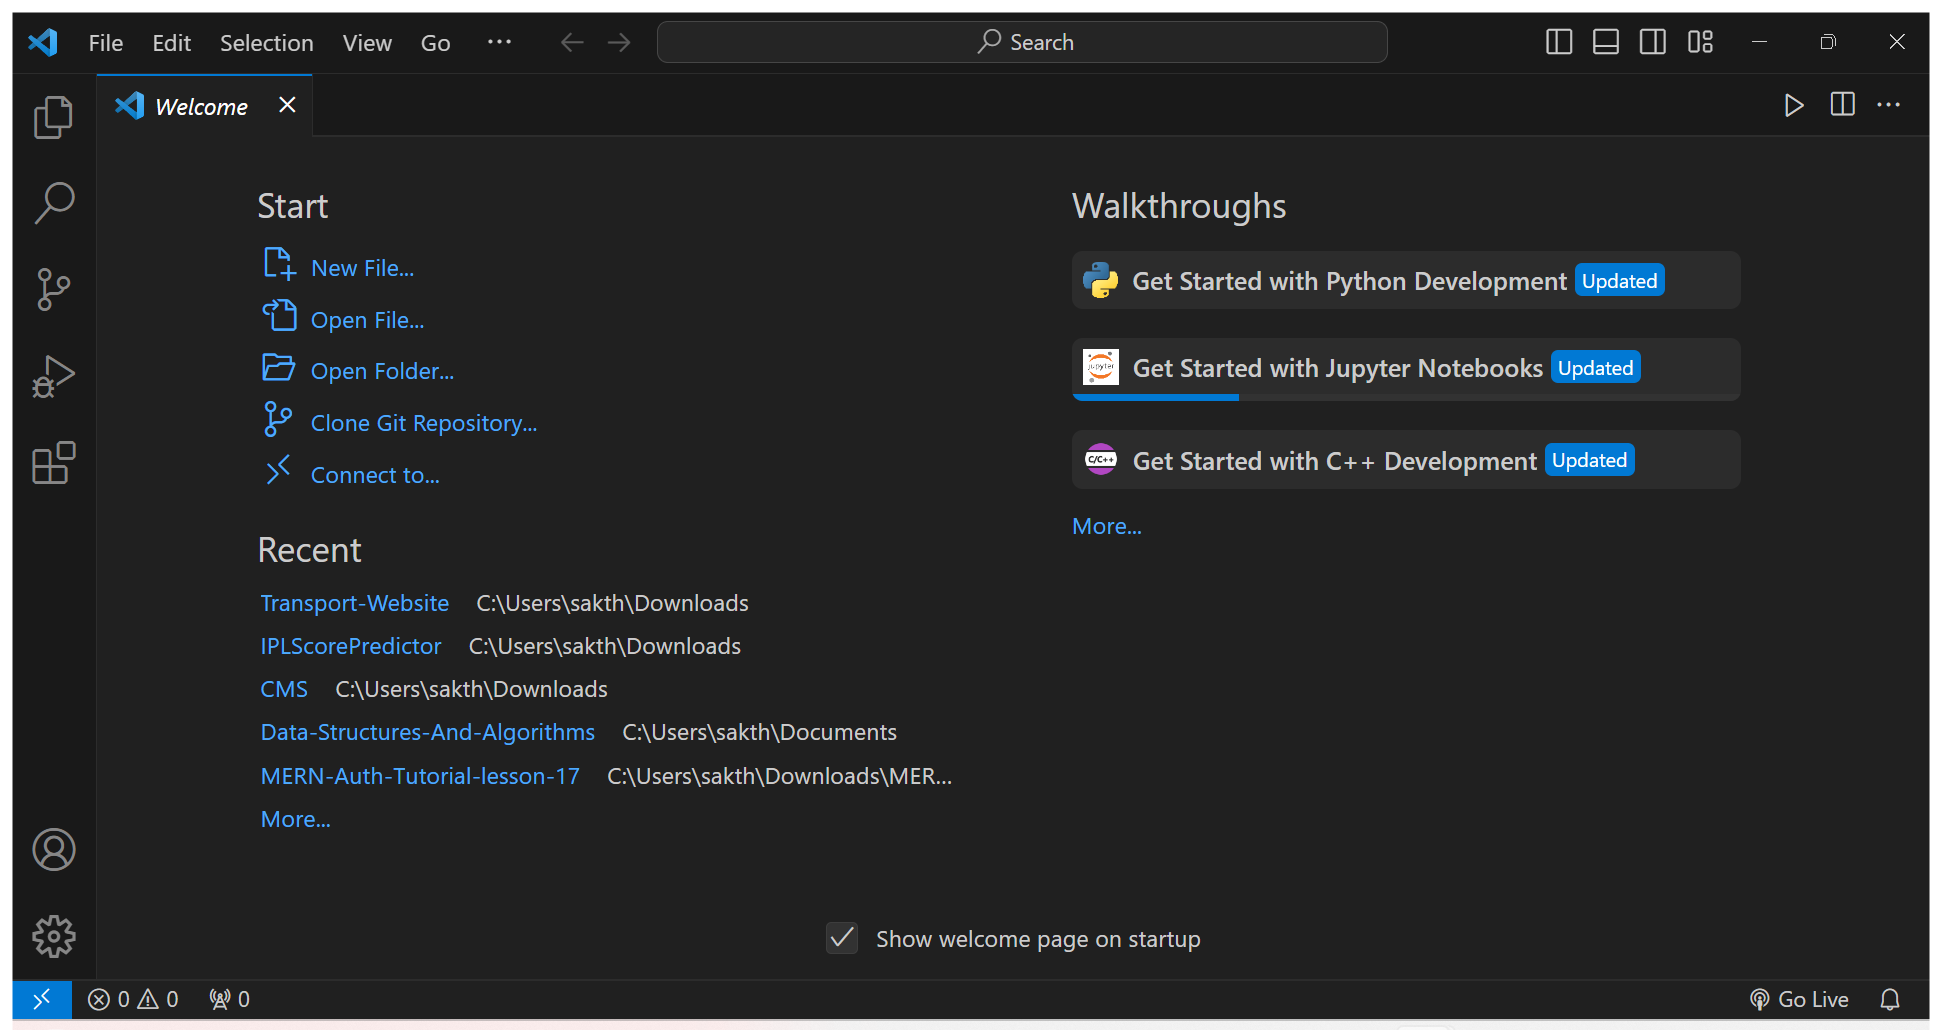 File Edit Selection View Go ··· Search
Welcome
Start
New File...
Open File...
Open Folder...
Clone Git Repository...
Connect to...
Recent
Transport-Website C:\Users\sakth\Downloads
IPLScorePredictor C:\Users\sakth\Downloads
CMS C:\Users\sakth\Downloads
Data-Structures-And-Algorithms C:\Users\sakth\Documents
MERN-Auth-Tutorial-lesson-17 C:\Users\sakth\Downloads\MER...
More...
Walkthroughs
Get Started with Python Development Updated
jupyter Get Started with Jupyter Notebooks Updated
C/C++ Get Started with C++ Development Updated
More...
Show welcome page on startup
0 0 0 Go Live